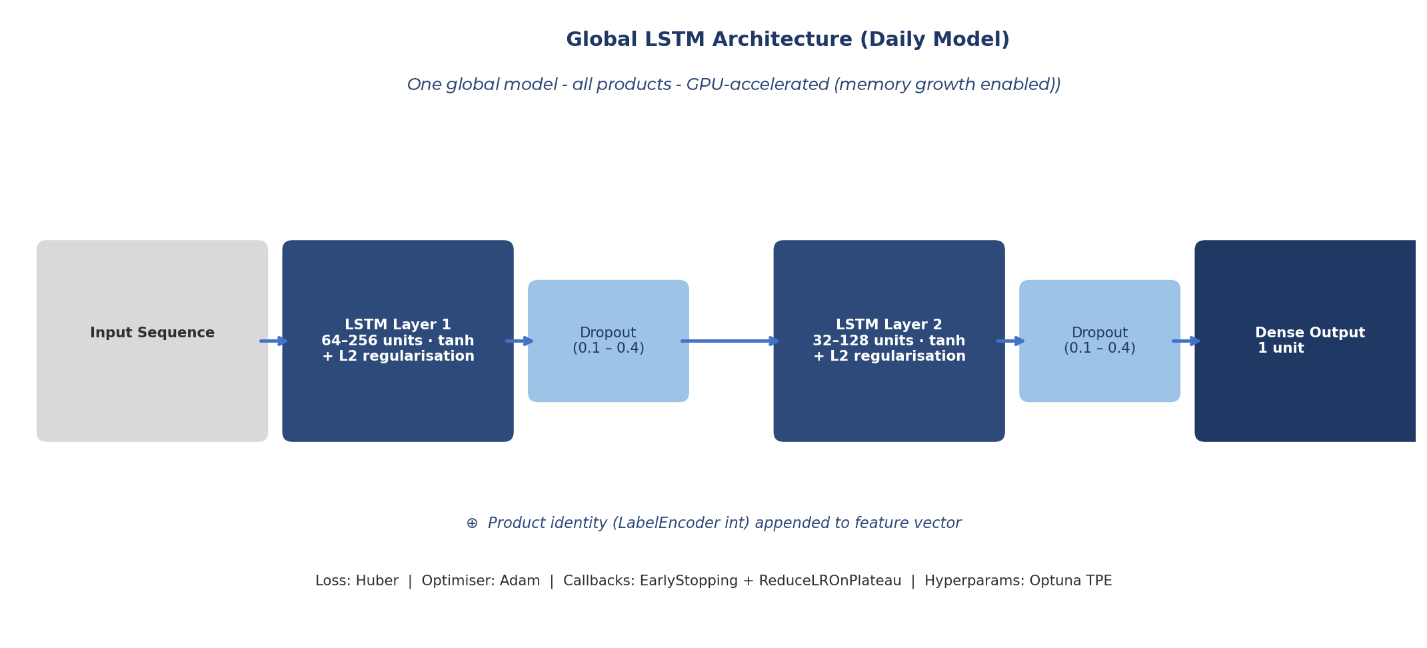 Global LSTM Architecture (Daily Model)
One global model - all products - GPU-accelerated (memory growth enabled))
Input Sequence
LSTM Layer 1
64–256 units · tanh
+ L2 regularisation
Dropout
(0.1 – 0.4)
LSTM Layer 2
32–128 units · tanh
+ L2 regularisation
Dropout
(0.1 – 0.4)
Dense Output
1 unit
⊕ Product identity (LabelEncoder int) appended to feature vector
Loss: Huber | Optimiser: Adam | Callbacks: EarlyStopping + ReduceLROnPlateau | Hyperparams: Optuna TPE